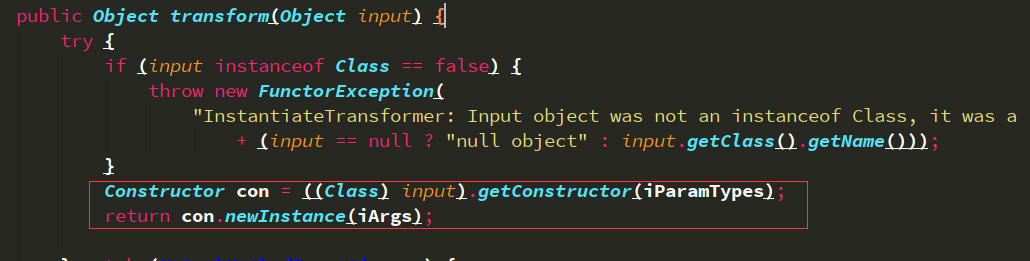 public Object transform(Object input) {
try {
if (input instanceof Class == false) {
throw new FunctorException(
"InstantiateTransformer: Input object was not an instanceof Class, it was a
+ (input == null ? "null object" : input.getClass().getName()));
}
Constructor con = ((Class) input).getConstructor(iParamTypes);
return con.newInstance(iArgs);